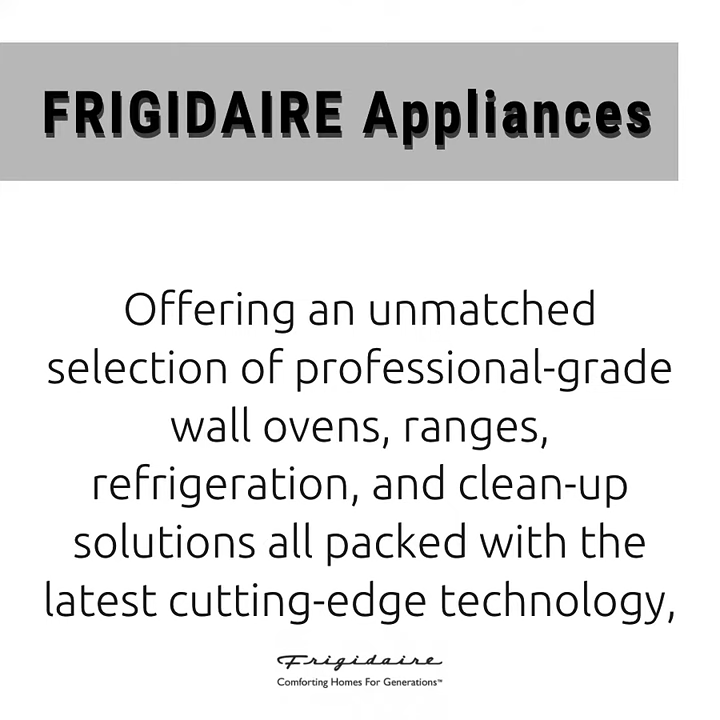 FRIGIDAIRE Appliances
Offering an unmatched
selection of professional-grade
wall ovens, ranges,
refrigeration, and clean-up
solutions all packed with the
latest cutting-edge technology,
Frigidaire
Comforting Homes For Generations™